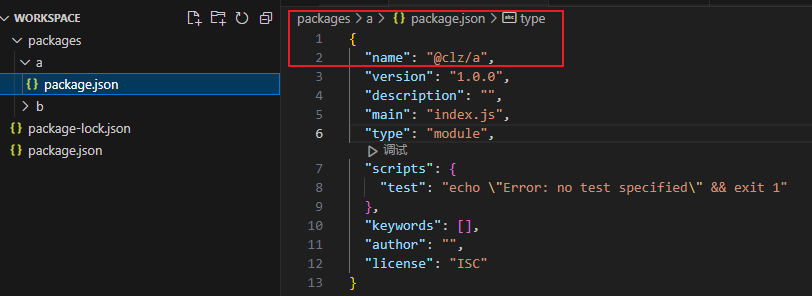 WORKSPACE
packages
a
{} package.json
b
{} package-lock.json
{} package.json
packages > a > {} package.json > abc type
1 {
2 "name": "@clz/a",
3 "version": "1.0.0",
4 "description": "",
5 "main": "index.js",
6 "type": "module",
调试
7 "scripts": {
8 "test": "echo \"Error: no test specified\" && exit 1"
9 },
10 "keywords": [],
11 "author": "",
12 "license": "ISC"
13 }